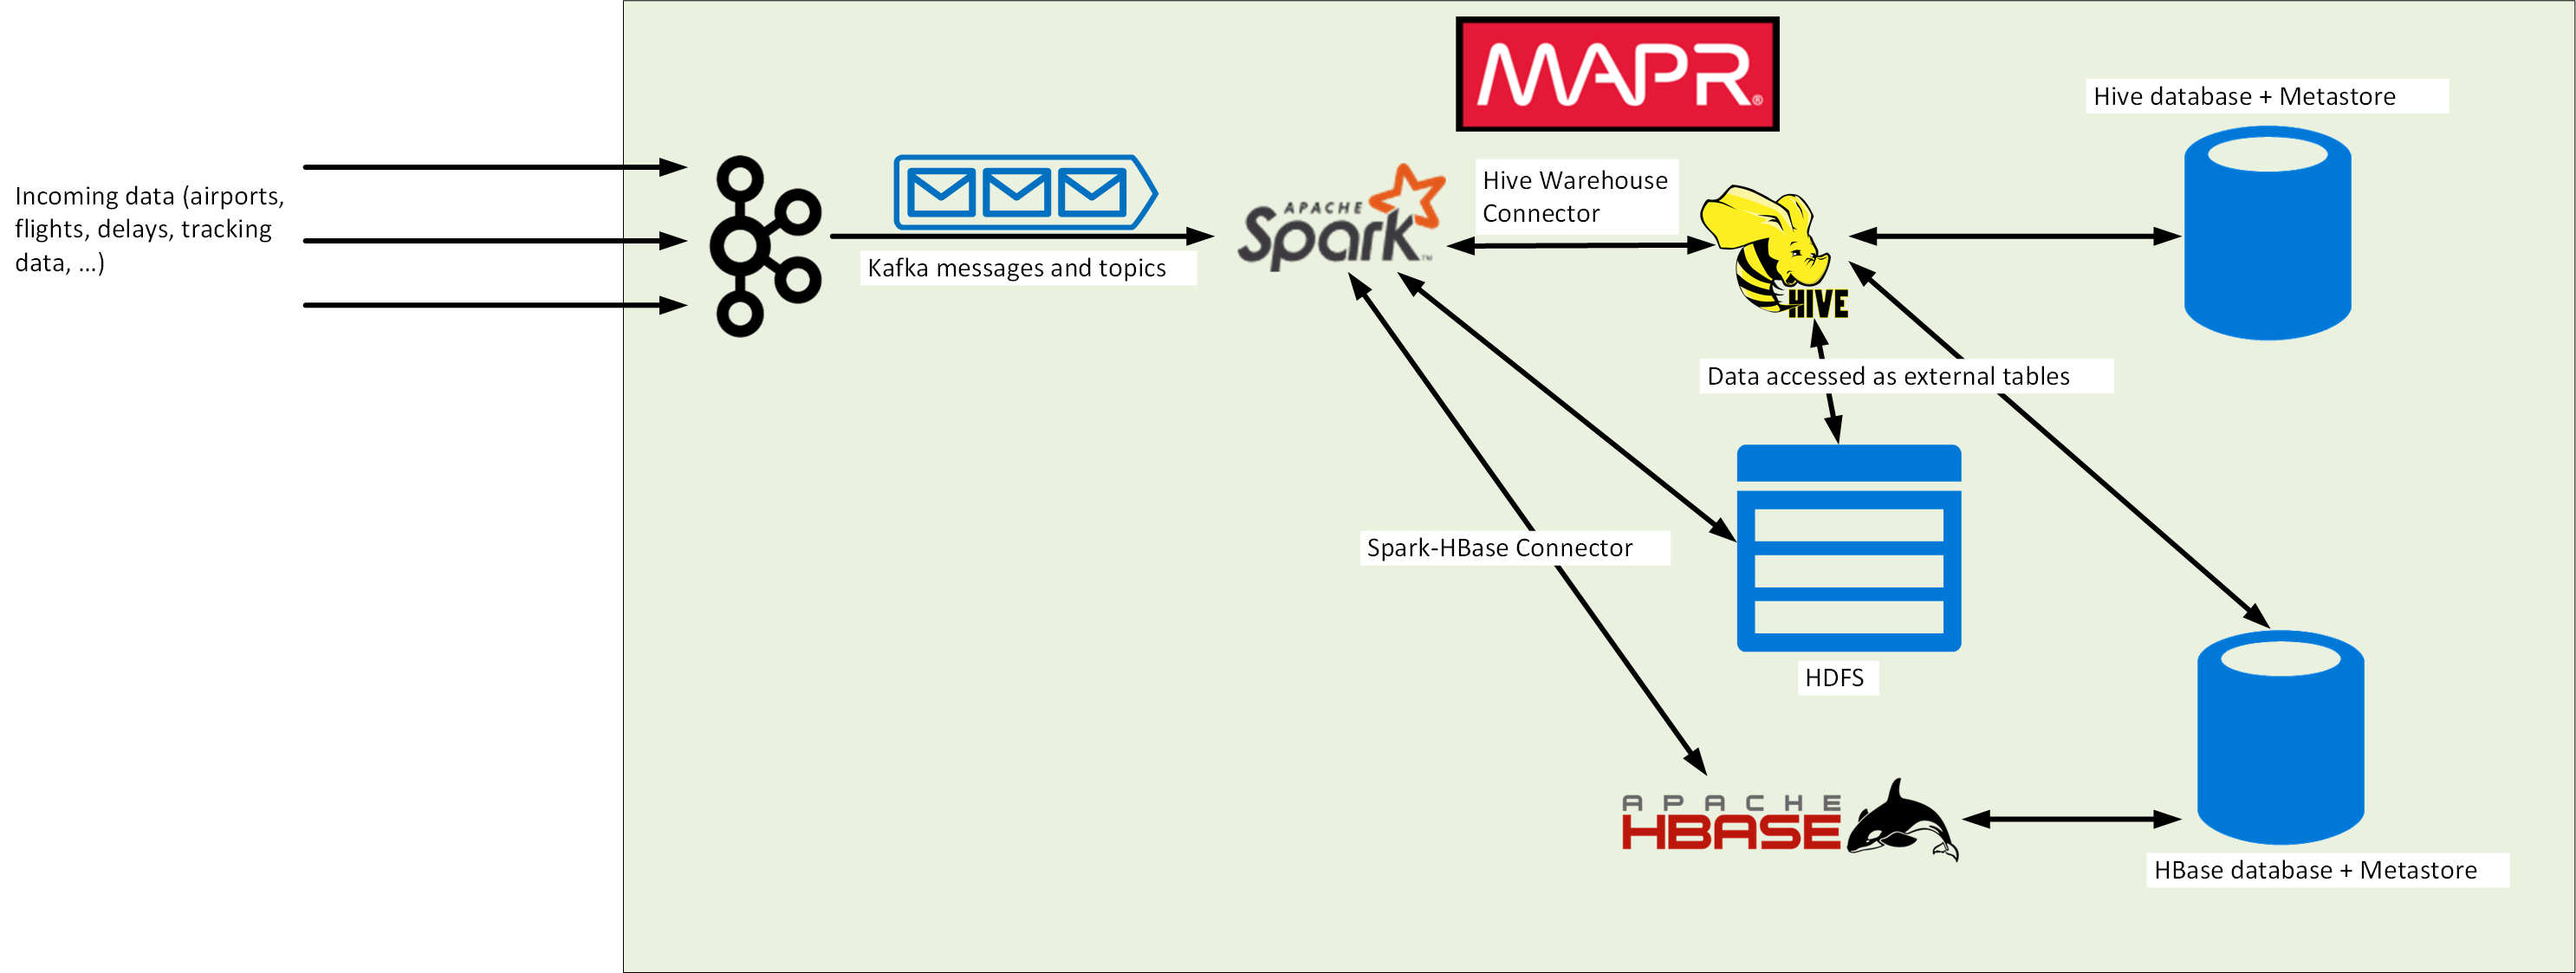 MAPR®
Hive database + Metastore
Incoming data (airports,
flights, delays, tracking
data, ...)
Kafka messages and topics
APACHE
Spark™
Hive Warehouse
Connector
HIVE
Data accessed as external tables
Spark-HBase Connector
HDFS
APACHE
HBASE
HBase database + Metastore